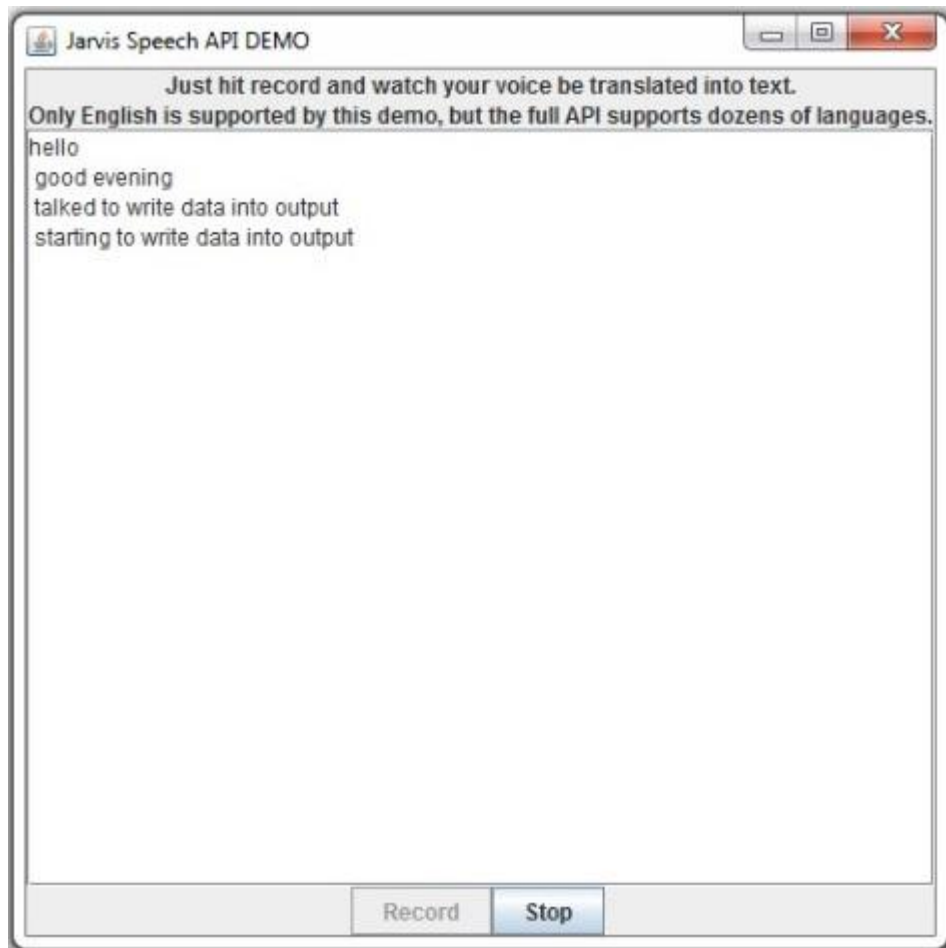 Jarvis Speech API DEMO
Just hit record and watch your voice be translated into text.
Only English is supported by this demo, but the full API supports dozens of languages.
hello
good evening
talked to write data into output
starting to write data into output
Record
Stop